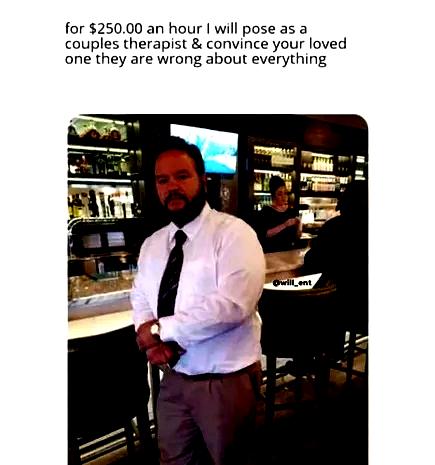 for $250.00 an hour I will pose as a
couples therapist & convince your loved
one they are wrong about everything
@will_ent